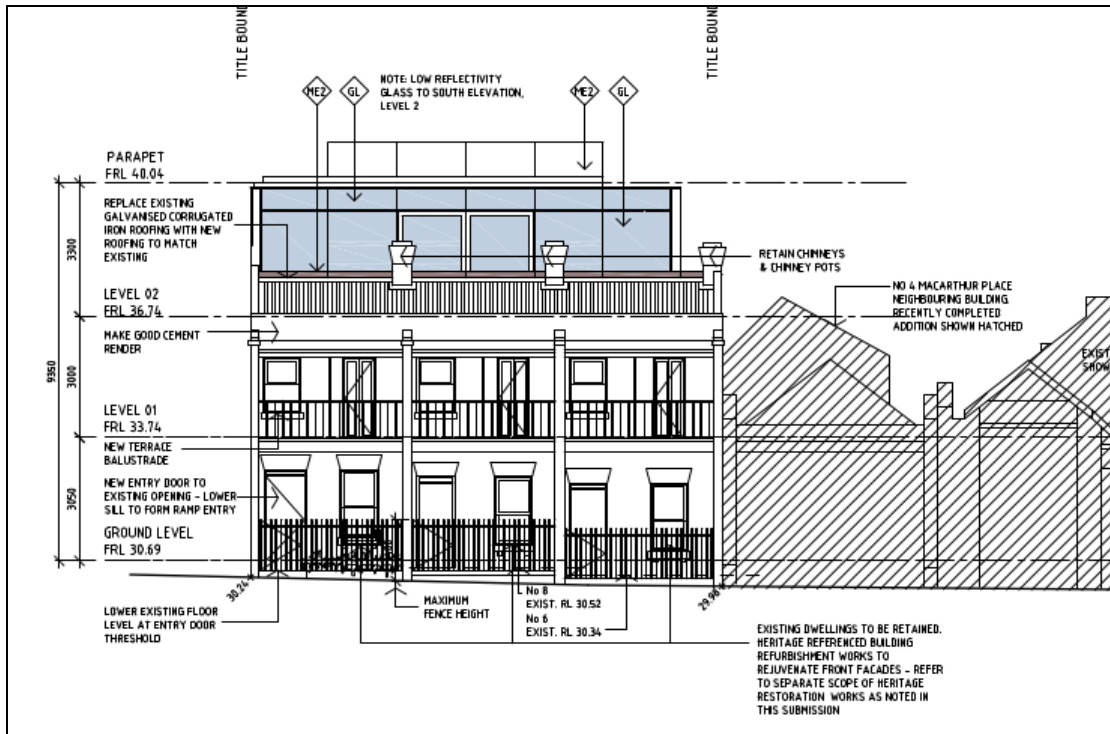 TITLE BOUND
TITLE BOUND
ME2
GL
NOTE: LOW REFLECTIVITY
GLASS TO SOUTH ELEVATION,
LEVEL 2
ME2
GL
PARAPET
FRL 40.04
REPLACE EXISTING
GALVANISED CORRUGATED
IRON ROOFING WITH NEW
ROOFING TO MATCH
EXISTING
3300
RETAIN CHIMNEYS
& CHIMNEY POTS
LEVEL 02
FRL 36.74
NO 4 MACARTHUR PLACE
NEIGHBOURING BUILDING.
RECENTLY COMPLETED
ADDITION SHOWN HATCHED
MAKE GOOD CEMENT
RENDER
EXIST
SHOW
9350
3000
LEVEL 01
FRL 33.74
NEW TERRACE
BALUSTRADE
NEW ENTRY DOOR TO
EXISTING OPENING - LOWER
SILL TO FORM RAMP ENTRY
3050
GROUND LEVEL
FRL 30.69
30.24
29.98
LOWER EXISTING FLOOR
LEVEL AT ENTRY DOOR
THRESHOLD
MAXIMUM
FENCE HEIGHT
No 8
EXIST. RL 30.52
No 6
EXIST. RL 30.34
EXISTING DWELLINGS TO BE RETAINED.
HERITAGE REFERENCED BUILDING
REFURBISHMENT WORKS TO
REJUVENATE FRONT FACADES - REFER
TO SEPARATE SCOPE OF HERITAGE
RESTORATION WORKS AS NOTED IN
THIS SUBMISSION